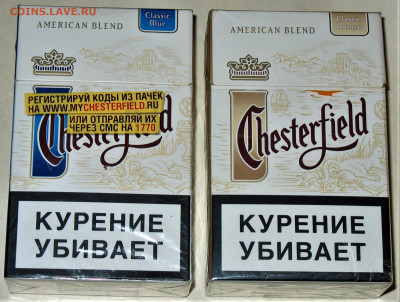 COINS.LAVE.RU
AMERICAN BLEND
Classic
Blue
РЕГИСТРИРУЙ КОДЫ ИЗ ПАЧЕК
НА WWW.MYCHESTERFIELD.RU
ИЛИ ОТПРАВЛЯЙ ИХ
ЧЕРЕЗ СМС НА 1770
Chesterfield
КУРЕНИЕ
УБИВАЕТ
AMERICAN BLEND
Classic
Chesterfield
КУРЕНИЕ
УБИВАЕТ